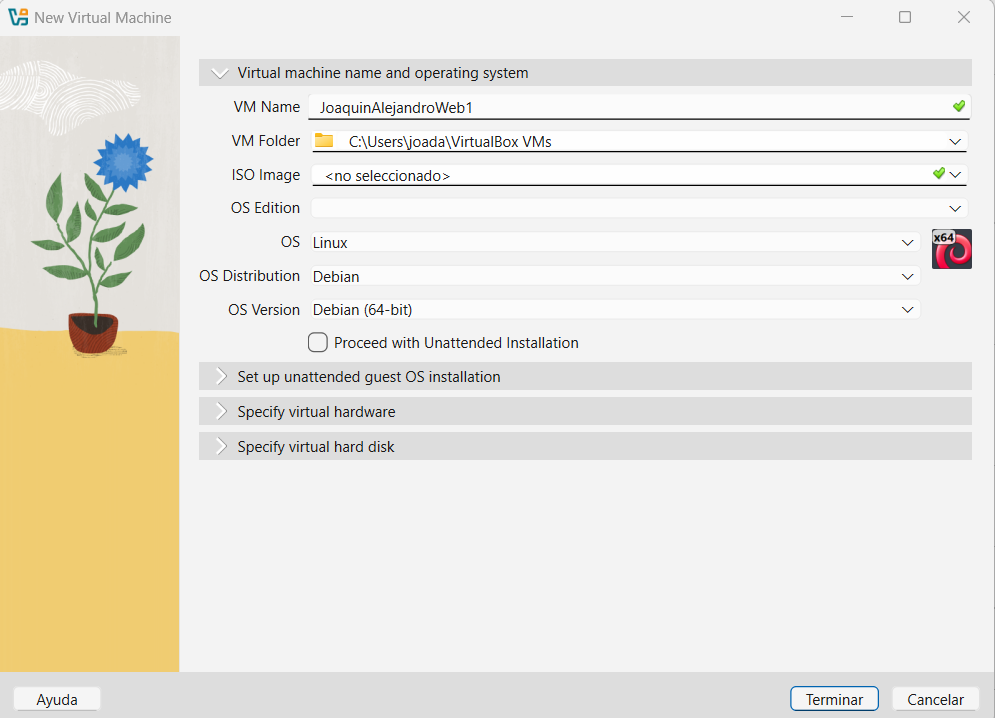 New Virtual Machine
Virtual machine name and operating system
VM Name JoaquinAlejandroWeb1
VM Folder C:\Users\joada\VirtualBox VMs
ISO Image <no seleccionado>
OS Edition
OS Linux
x64
OS Distribution Debian
OS Version Debian (64-bit)
Proceed with Unattended Installation
Set up unattended guest OS installation
Specify virtual hardware
Specify virtual hard disk
Ayuda Terminar Cancelar